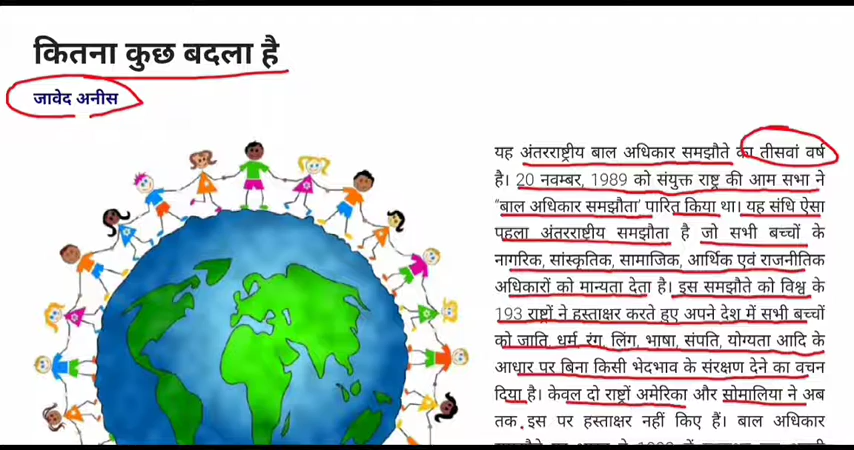 कितना कुछ बदला है
जावेद अनीस
यह अंतरराष्ट्रीय बाल अधिकार समझौते का तीसवां वर्ष
है। 20 नवम्बर, 1989 को संयुक्त राष्ट्र की आम सभा ने
“बाल अधिकार समझौता’ पारित किया था। यह संधि ऐसा
पहला अंतरराष्ट्रीय समझौता है जो सभी बच्चों के
नागरिक, सांस्कृतिक, सामाजिक, आर्थिक एवं राजनीतिक
अधिकारों को मान्यता देता है। इस समझौते को विश्व के
193 राष्ट्रों ने हस्ताक्षर करते हुए अपने देश में सभी बच्चों
को जाति, धर्म, रंग, लिंग, भाषा, संपति, योग्यता आदि के
आधार पर बिना किसी भेदभाव के संरक्षण देने का वचन
दिया है। केवल दो राष्ट्रों अमेरिका और सोमालिया ने अब
तक इस पर हस्ताक्षर नहीं किए हैं। बाल अधिकार